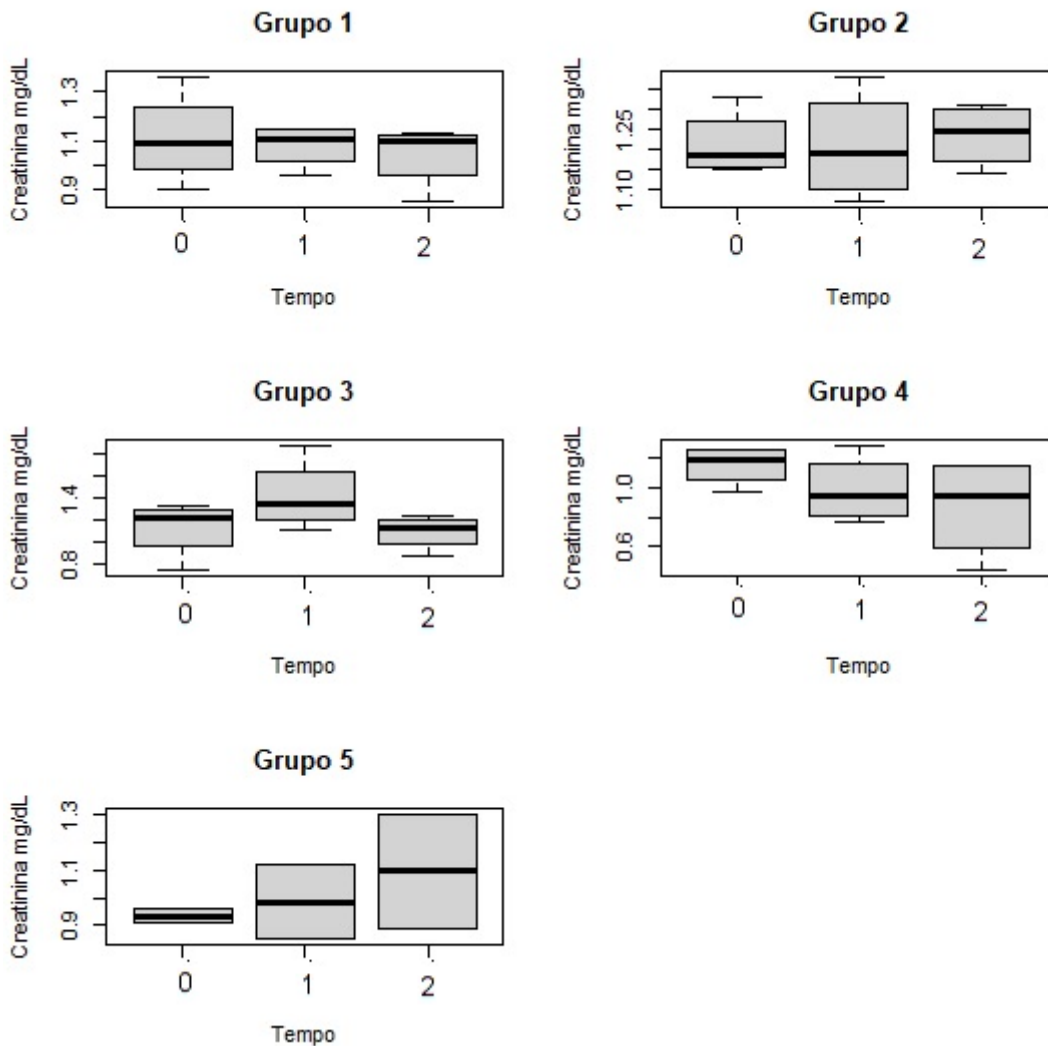 Grupo 1
Creatinina mg/dL
1.3
1.1
0.9
0 1 2
Tempo
Grupo 2
Creatinina mg/dL
1.25
1.10
0 1 2
Tempo
Grupo 3
Creatinina mg/dL
1.4
0.8
0 1 2
Tempo
Grupo 4
Creatinina mg/dL
1.0
0.6
0 1 2
Tempo
Grupo 5
Creatinina mg/dL
1.3
1.1
0.9
0 1 2
Tempo